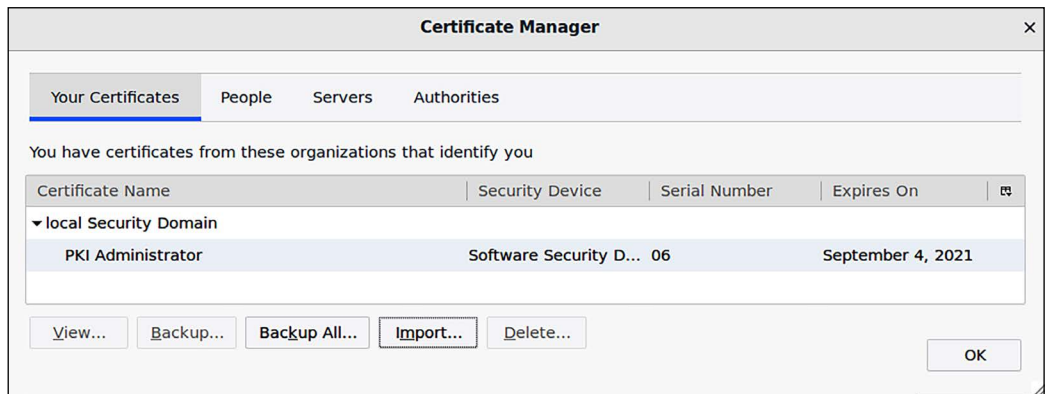 Certificate Manager
Your Certificates People Servers Authorities
You have certificates from these organizations that identify you
Certificate Name Security Device Serial Number Expires On
local Security Domain
PKI Administrator Software Security D... 06 September 4, 2021
View... Backup... Backup All... Import... Delete...
OK